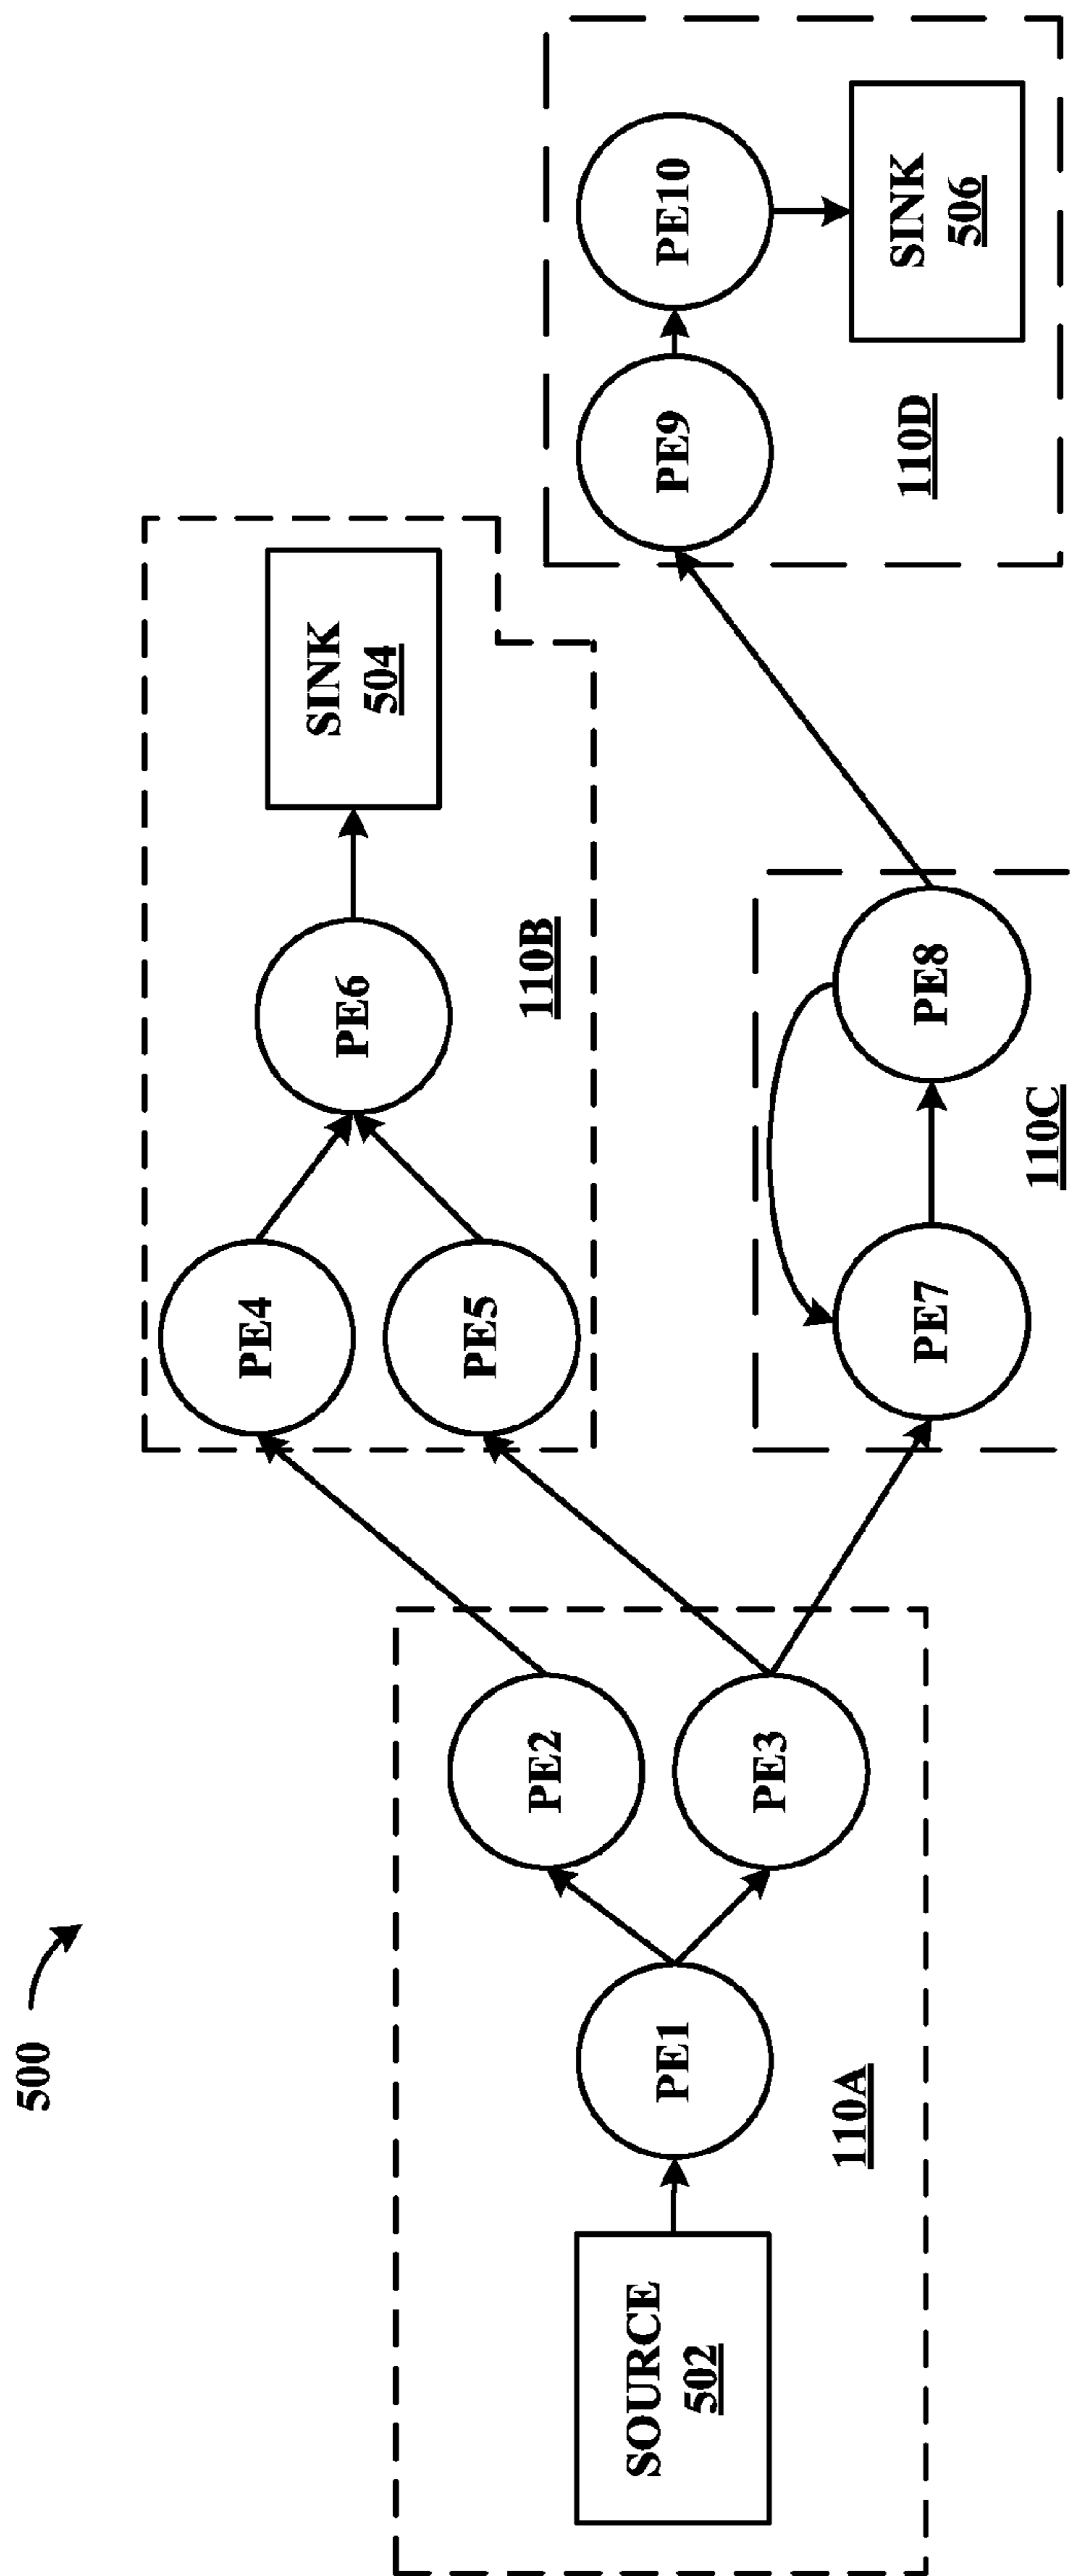 500
SOURCE
502
PE1
PE2
PE3
110A
PE4
PE5
PE6
SINK
504
110B
PE7
PE8
110C
PE9
PE10
SINK
506
110D